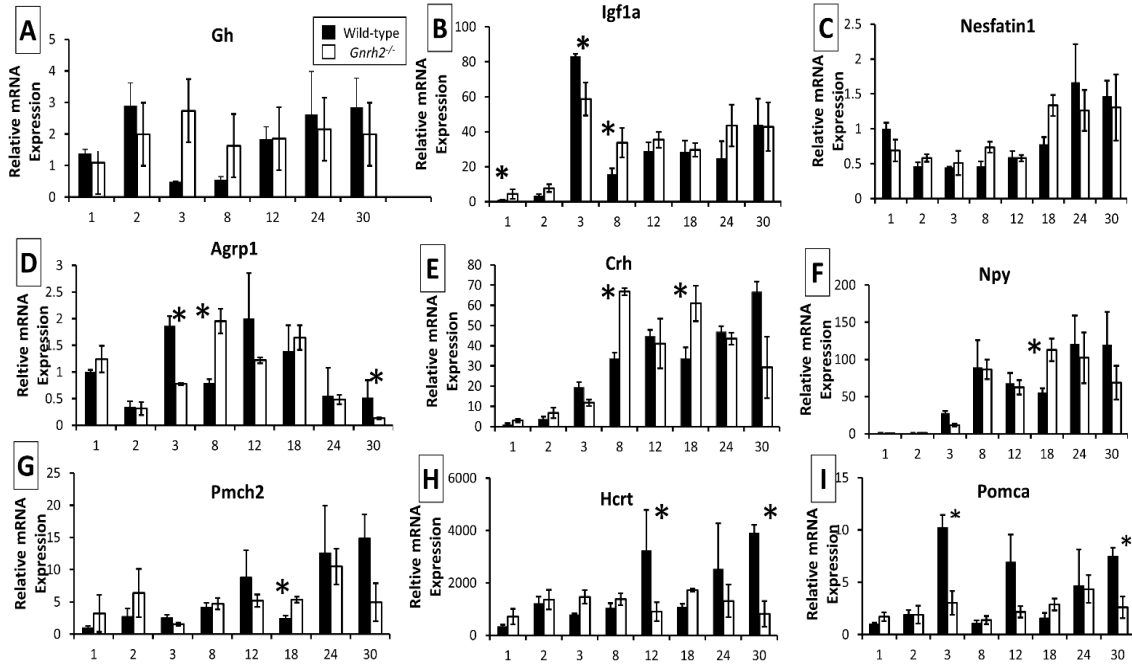 A
Gh
Wild-type
Gnrh2-/-
Relative mRNA
Expression
6
5
4
3
2
1
0
1 2 3 8 12 24 30
B
Igf1a
Relative mRNA
Expression
100
80
60
40
20
0
*
*
*
1 2 3 8 12 18 24 30
C
Nesfatin1
Relative mRNA
Expression
2.5
2
1.5
1
0.5
0
1 2 3 8 12 18 24 30
D
Agrp1
Reltive mRNA
Expression
3
2.5
2
1.5
1
0.5
0
*
*
*
1 2 3 8 12 18 24 30
E
Crh
Relative mRNA
Expression
80
70
60
50
40
30
20
10
0
*
*
1 2 3 8 12 18 24 30
F
Npy
Relative mRNA
Expression
200
150
100
50
0
*
1 2 3 8 12 18 24 30
G
Pmch2
Relative mRNA
Expression
25
20
15
10
5
0
*
1 2 3 8 12 18 24 30
H
Hcrt
Relative mRNA
Expression
6000
4000
2000
0
*
*
1 2 3 8 12 18 24 30
I
Pomca
Relative mRNA
Expression
15
10
5
0
*
*
1 2 3 8 12 18 24 30